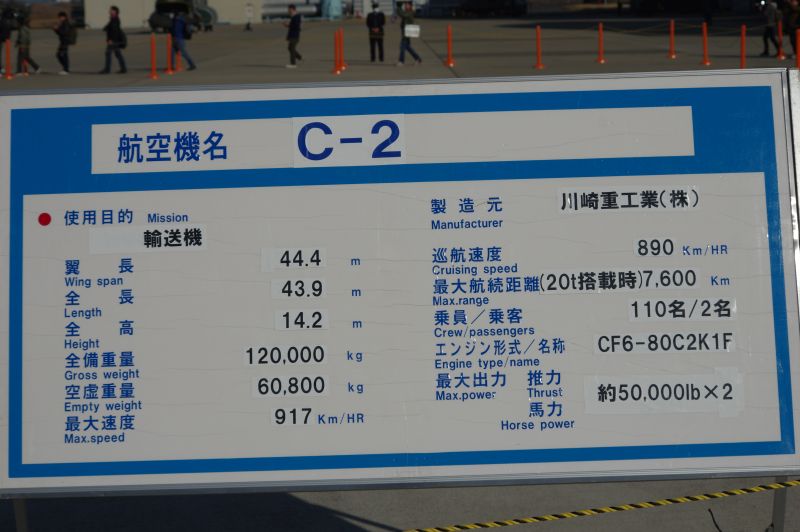 航空機名 C-2
使用目的 Mission
輸送機
翼長 44.4 m
Wing span
全長 43.9 m
Length
全高 14.2 m
Height
全備重量 120,000 kg
Gross weight
空虚重量 60,800 kg
Empty weight
最大速度 917 Km/HR
Max.speed
製造元 川崎重工業(株)
Manufacturer
巡航速度 890 Km/HR
Cruising speed
最大航続距離(20t搭載時)7,600 Km
Max.range
乗員/乗客 110名/2名
Crew/passengers
エンジン形式/名称 CF6-80C2K1F
Engine type/name
最大出力 推力 約50,000lb×2
Max.power Thrust
馬力
Horse power